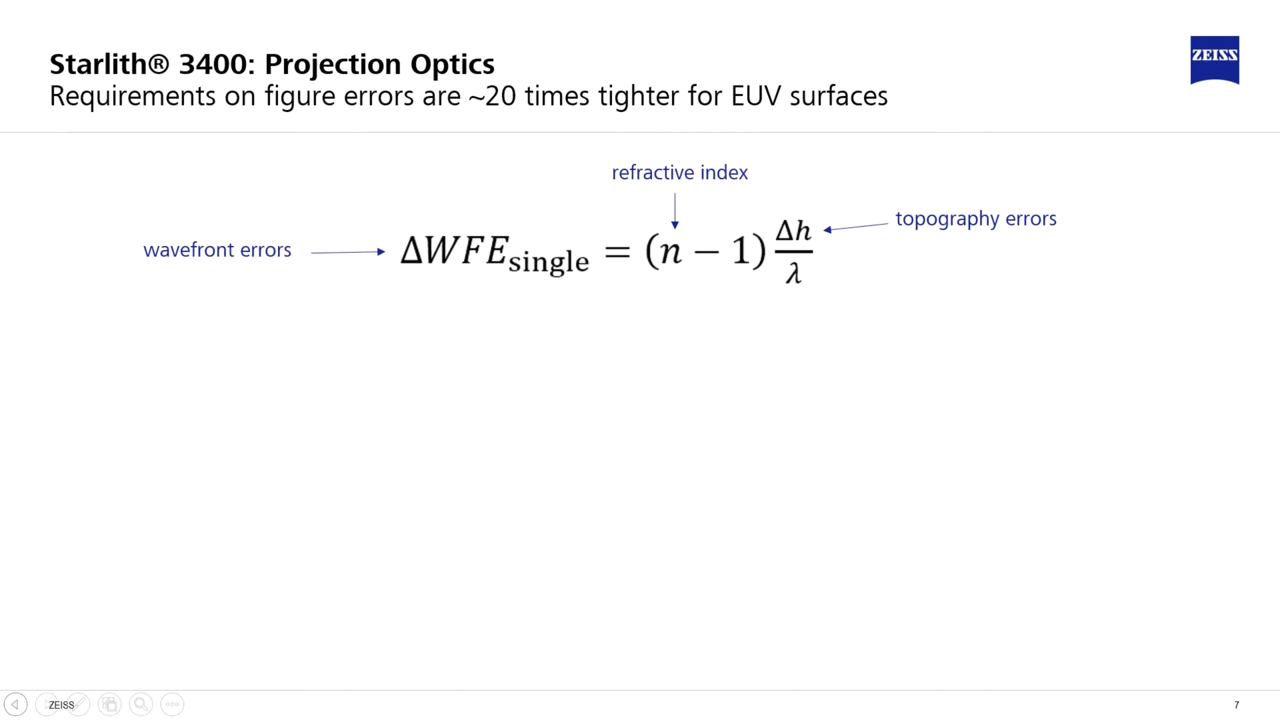 Starlith® 3400: Projection Optics
Requirements on figure errors are ~20 times tighter for EUV surfaces
ZEISS
refractive index
topography errors
wavefront errors
ΔWFE_single = (n − 1) Δh/λ
ZEISS
7